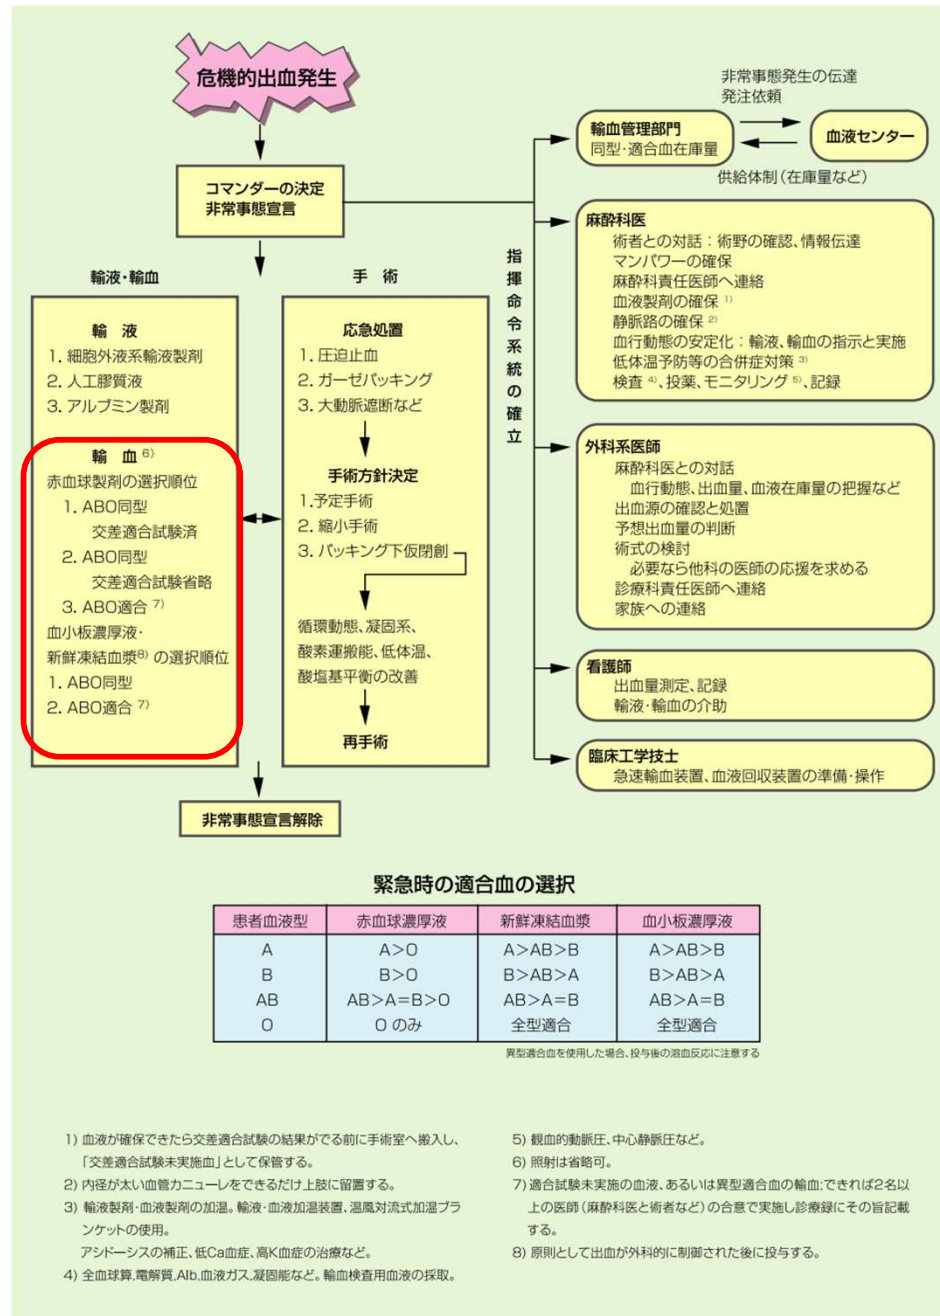 危機的出血発生
コマンダーの決定
非常事態宣言
輸液・輸血
輸 液
1. 細胞外液系輸液製剤
2. 人工膠質液
3. アルブミン製剤
輸 血 6)
赤血球製剤の選択順位
1. ABO同型
交差適合試験済
2. ABO同型
交差適合試験省略
3. ABO適合 7)
血小板濃厚液・
新鮮凍結血漿8) の選択順位
1. ABO同型
2. ABO適合 7)
手 術
応急処置
1. 圧迫止血
2. ガーゼパッキング
3. 大動脈遮断など
手術方針決定
1.予定手術
2. 縮小手術
3. パッキング下仮閉創
循環動態、凝固系、
酸素運搬能、低体温、
酸塩基平衡の改善
再手術
非常事態宣言解除
指揮命令系統の確立
輸血管理部門
同型・適合血在庫量
非常事態発生の伝達
発注依頼
血液センター
供給体制(在庫量など)
麻酔科医
術者との対話：術野の確認、情報伝達
マンパワーの確保
麻酔科責任医師へ連絡
血液製剤の確保 1)
静脈路の確保 2)
血行動態の安定化：輸液、輸血の指示と実施
低体温予防等の合併症対策 3)
検査 4)、投薬、モニタリング 5)、記録
外科系医師
麻酔科医との対話
血行動態、出血量、血液在庫量の把握など
出血源の確認と処置
予想出血量の判断
術式の検討
必要なら他科の医師の応援を求める
診療科責任医師へ連絡
家族への連絡
看護師
出血量測定、記録
輸液・輸血の介助
臨床工学技士
急速輸血装置、血液回収装置の準備・操作
緊急時の適合血の選択
患者血液型 赤血球濃厚液 新鮮凍結血漿 血小板濃厚液
A A>O A>AB>B A>AB>B
B B>O B>AB>A B>AB>A
AB AB>A=B>O AB>A=B AB>A=B
O Oのみ 全型適合 全型適合
異型適合血を使用した場合、投与後の溶血反応に注意する
1) 血液が確保できたら交差適合試験の結果がでる前に手術室へ搬入し、
「交差適合試験未実施血」として保管する。
2) 内径が太い血管カニューレをできるだけ上肢に留置する。
3) 輸液製剤・血液製剤の加温。輸液・血液加温装置、温風対流式加温ブラ
ンケットの使用。
アシドーシスの補正、低Ca血症、高K血症の治療など。
4) 全血球算,電解質,Alb,血液ガス,凝固能など。輸血検査用血液の採取。
5) 観血的動脈圧、中心静脈圧など。
6) 照射は省略可。
7) 適合試験未実施の血液、あるいは異型適合血の輸血;できれば2名以
上の医師(麻酔科医と術者など)の合意で実施し診療録にその旨記載
する。
8) 原則として出血が外科的に制御された後に投与する。